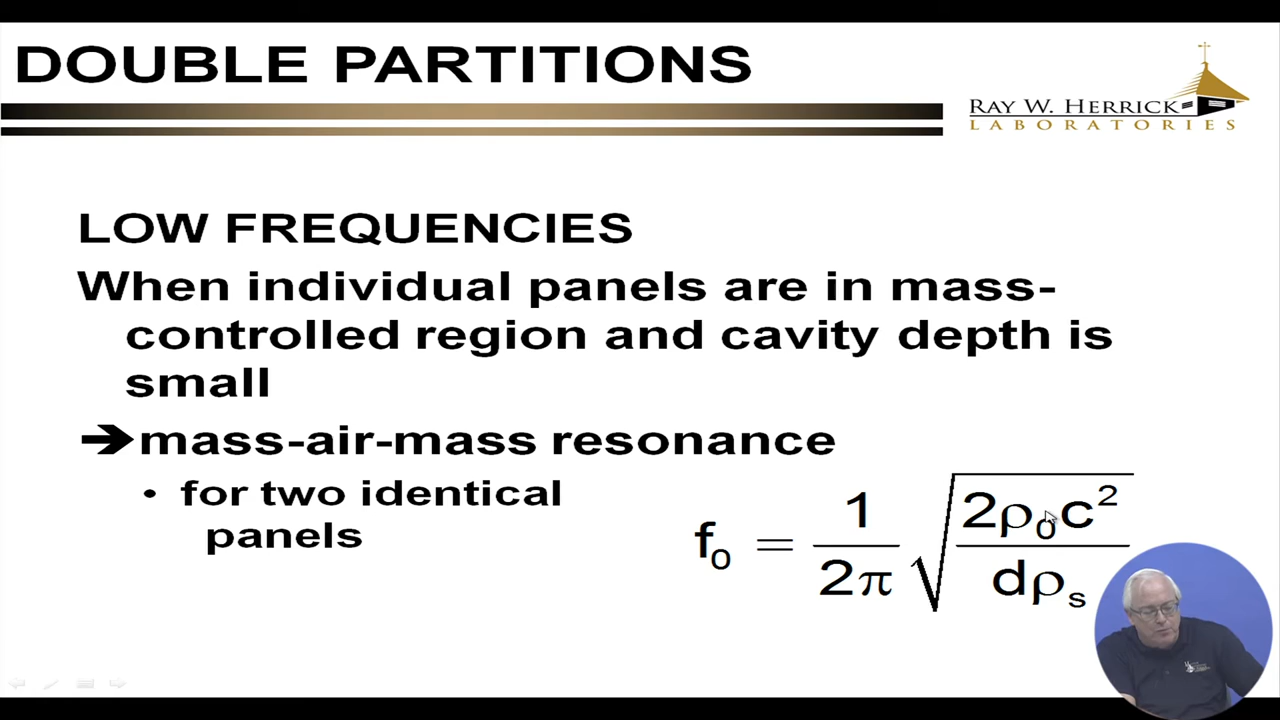 DOUBLE PARTITIONS
RAY W. HERRICK
LABORATORIES
LOW FREQUENCIES
When individual panels are in mass-
controlled region and cavity depth is
small
➔mass-air-mass resonance
• for two identical
panels
f₀ = 1/2π √(2ρ₀c²/dρₛ)